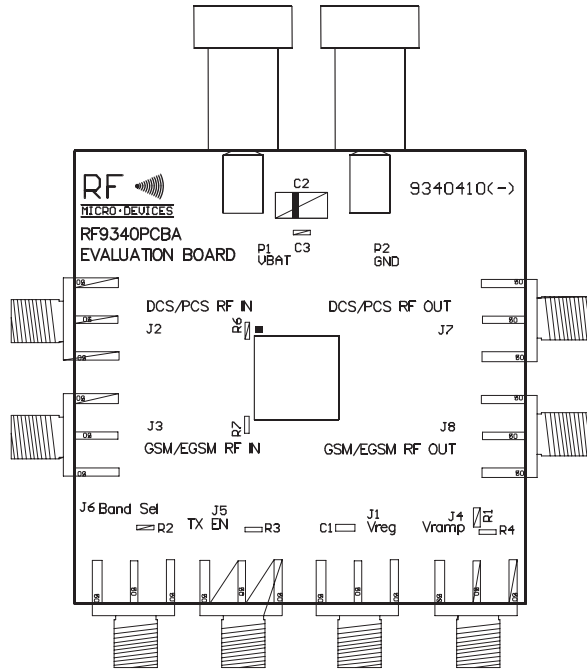 RF
MICRO·DEVICES
9340410(-)
C2
RF9340PCBA
EVALUATION BOARD
P1
VBAT
C3
P2
GND
DCS/PCS RF IN
DCS/PCS RF OUT
J2
R6
J7
J3
R7
J8
GSM/EGSM RF IN
GSM/EGSM RF OUT
J6 Band Sel
R2
J5
TX EN
R3
C1
J1
Vreg
J4
Vramp
R1
R4